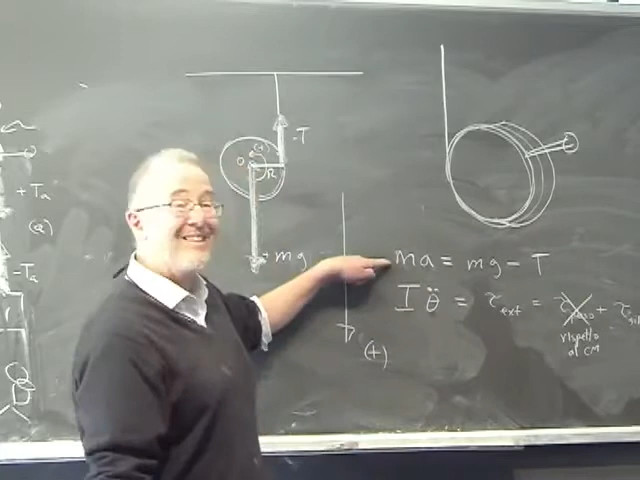 +Ta
(a)
-Ta
-T
(+)
O
R
mg
(+)
ma = mg - T
I θ̈ = τext =
+ τ
rispetto
al CM